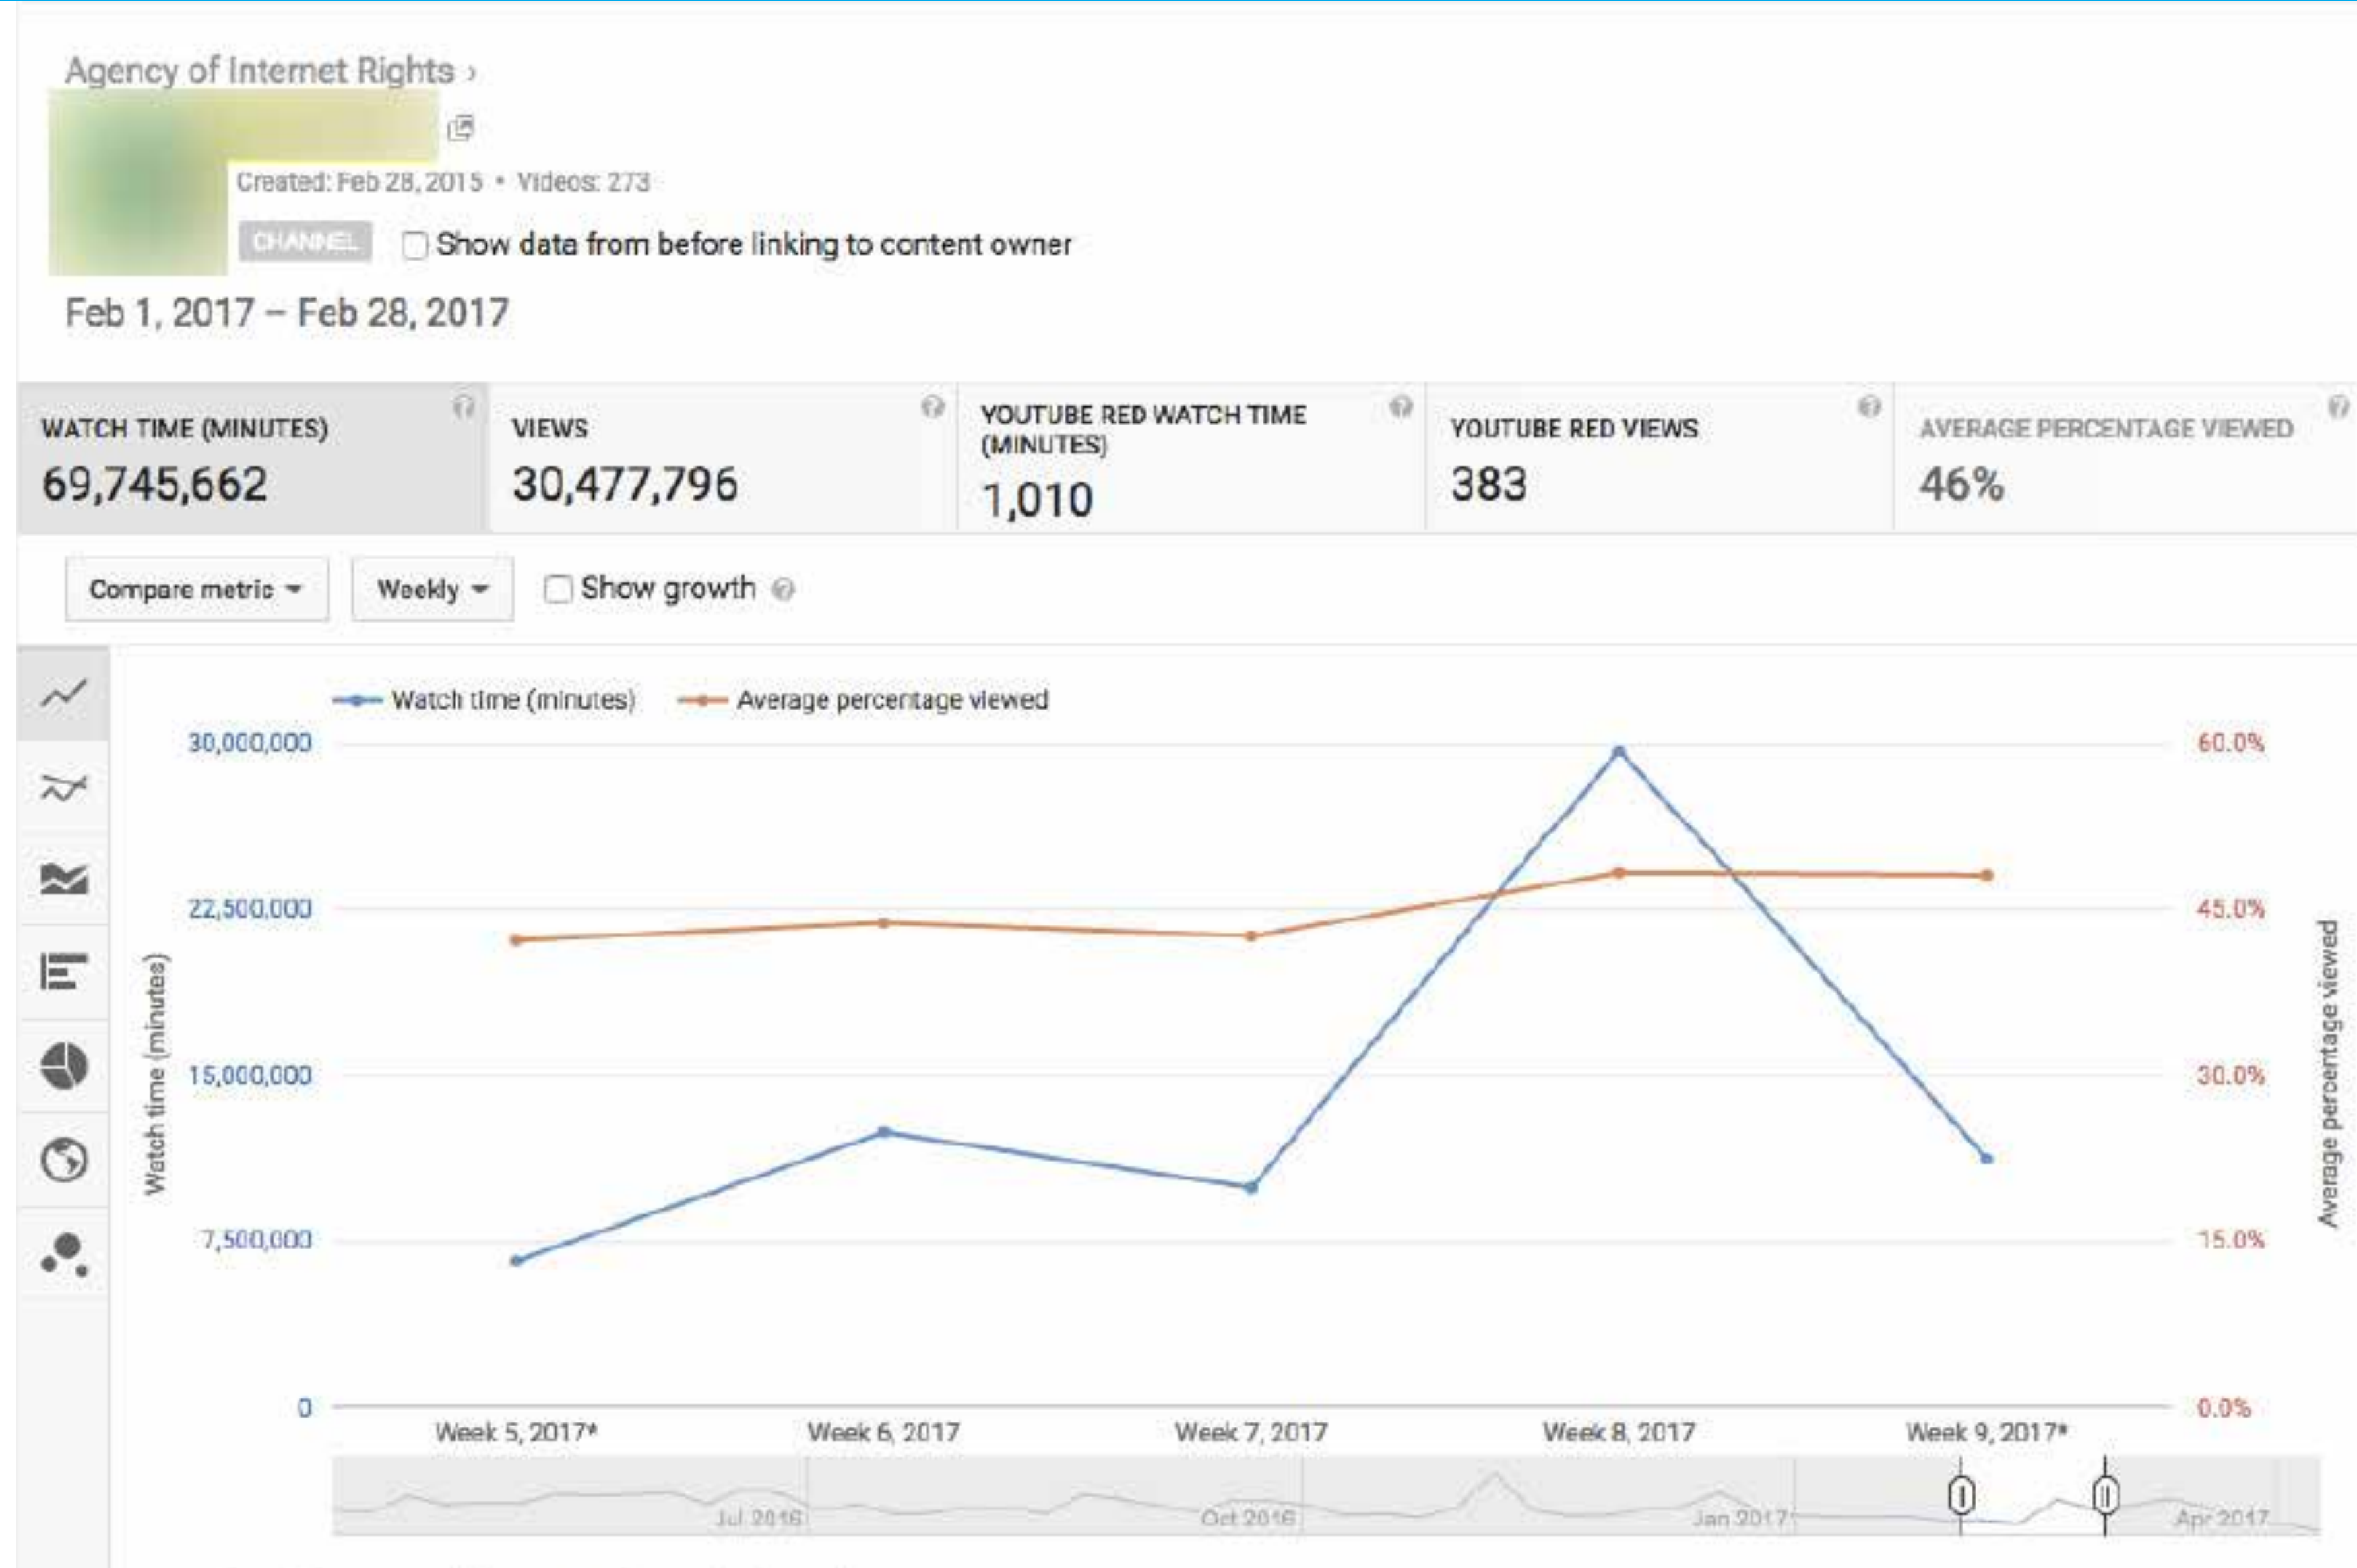 Agency of Internet Rights ›
Created: Feb 28, 2015 • Videos: 273
CHANNEL Show data from before linking to content owner
Feb 1, 2017 – Feb 28, 2017
WATCH TIME (MINUTES)
69,745,662
VIEWS
30,477,796
YOUTUBE RED WATCH TIME
(MINUTES)
1,010
YOUTUBE RED VIEWS
383
AVERAGE PERCENTAGE VIEWED
46%
Compare metric Weekly Show growth
Watch time (minutes) Average percentage viewed
30,000,000 60.0%
22,500,000 45.0%
15,000,000 30.0%
7,500,000 15.0%
0 0.0%
Watch time (minutes)
Average percentage viewed
Week 5, 2017* Week 6, 2017 Week 7, 2017 Week 8, 2017 Week 9, 2017*
Jul 2016 Oct 2016 Jan 2017 Apr 2017